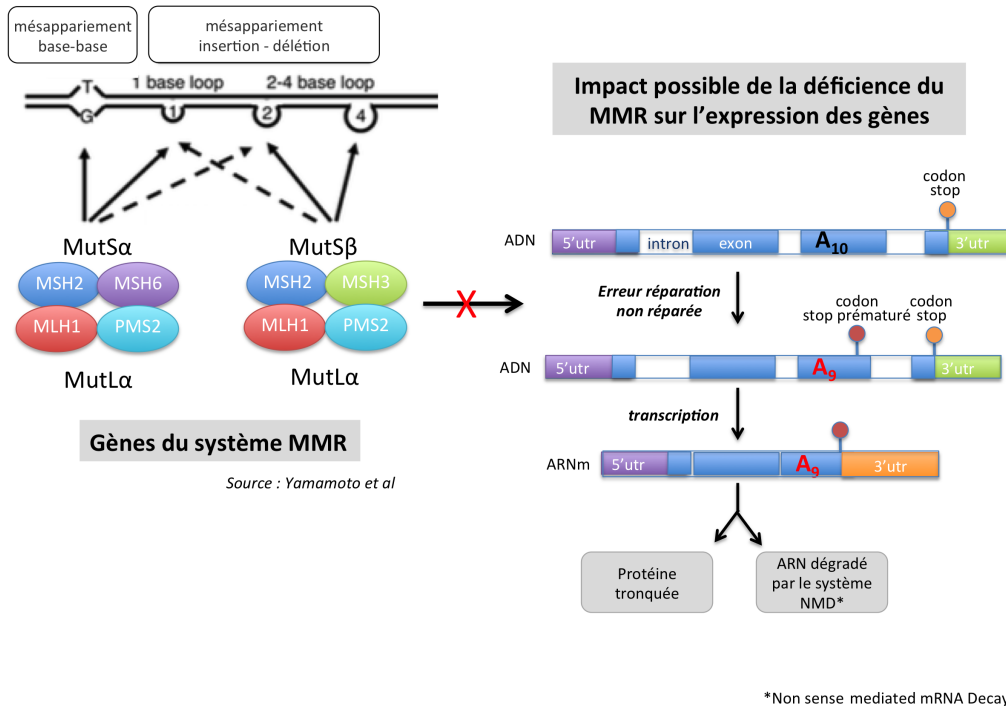 mésappariement
base-base
mésappariement
insertion - délétion
T
G
1 base loop
2-4 base loop
1
2
4
MutSα
MutSβ
MSH2
MSH6
MLH1
PMS2
MSH2
MSH3
MLH1
PMS2
MutLα
MutLα
X
Gènes du système MMR
Source : Yamamoto et al
Impact possible de la déficience du
MMR sur l’expression des gènes
codon
stop
ADN
5’utr
intron
exon
A10
3’utr
Erreur réparation
non réparée
codon
stop prématuré
codon
stop
ADN
5’utr
A9
3’utr
transcription
ARNm
5’utr
A9
3’utr
Protéine
tronquée
ARN dégradé
par le système
NMD*
*Non sense mediated mRNA Decay